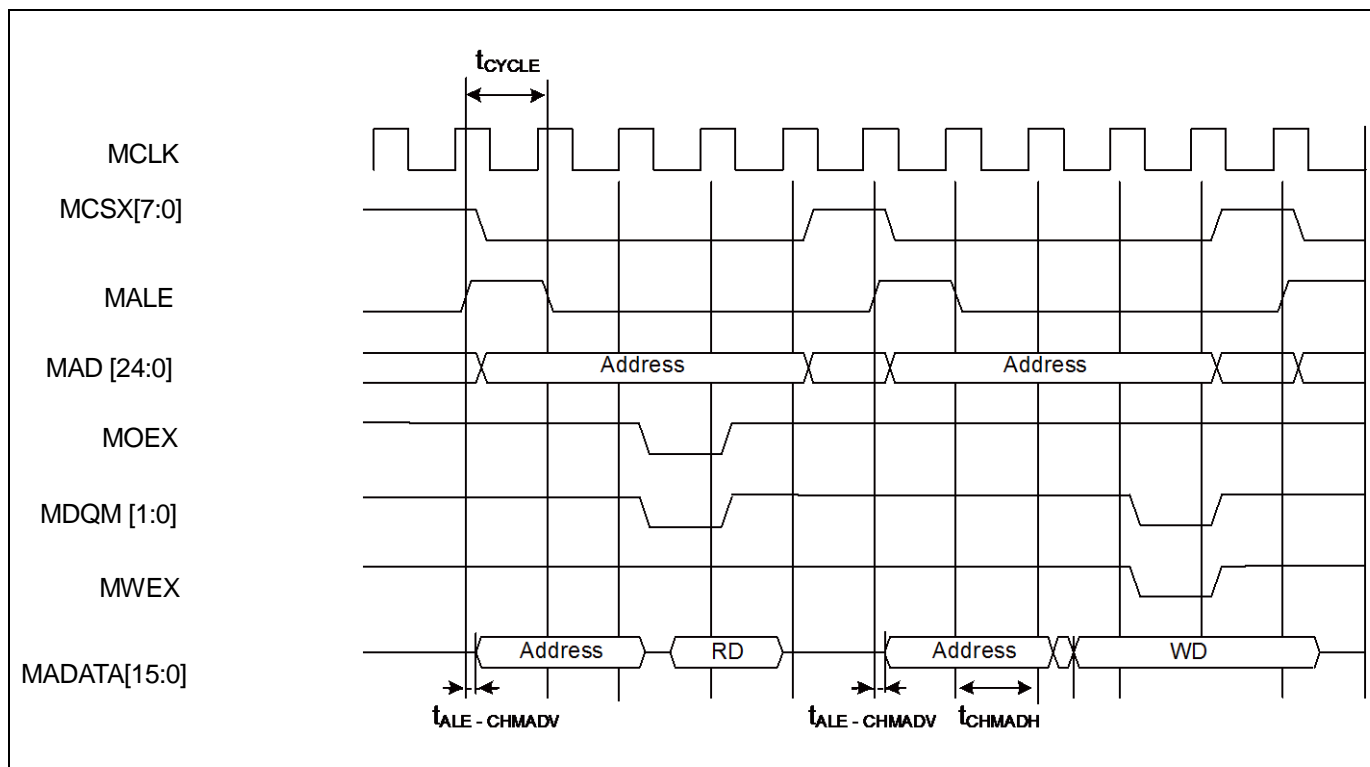 tCYCLE
MCLK
MCSX[7:0]
MALE
MAD [24:0] Address Address
MOEX
MDQM [1:0]
MWEX
MADATA[15:0] Address RD Address WD
tALE - CHMADV tALE - CHMADV tCHMADH